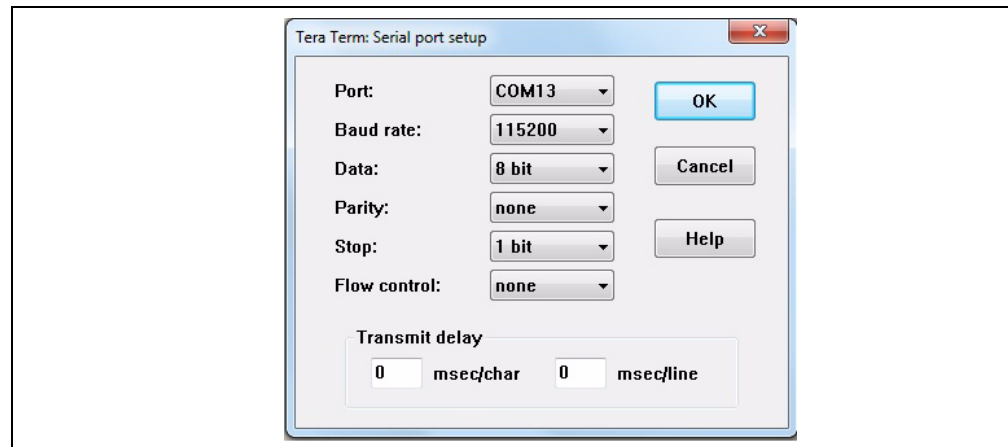 Tera Term: Serial port setup
Port: COM13 OK
Baud rate: 115200
Data: 8 bit Cancel
Parity: none
Stop: 1 bit Help
Flow control: none
Transmit delay
0 msec/char 0 msec/line